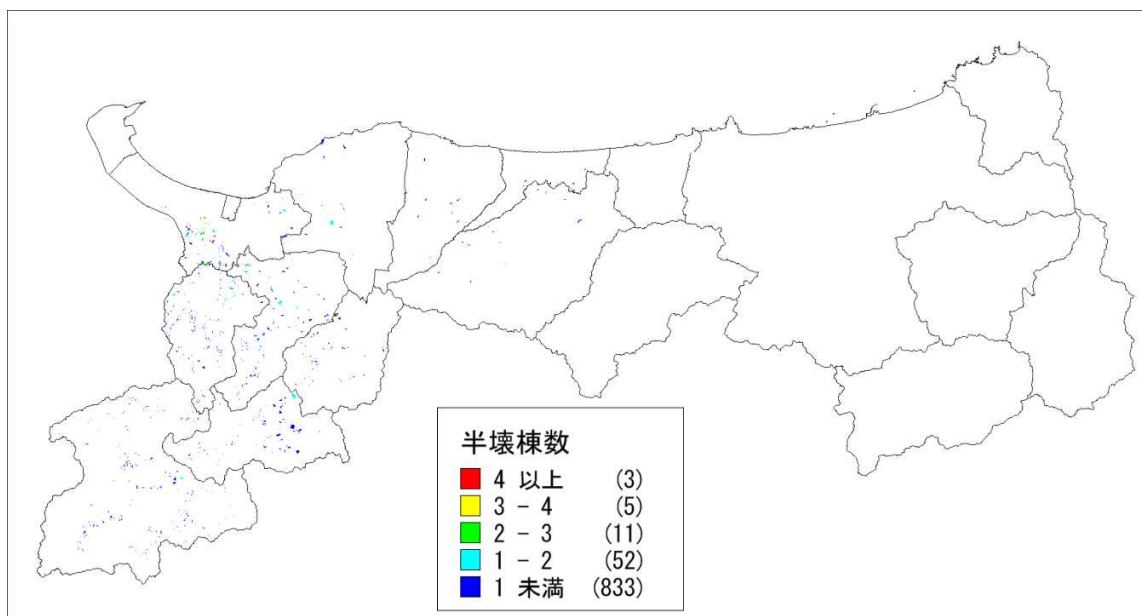 半壊棟数
4 以上 (3)
3 - 4 (5)
2 - 3 (11)
1 - 2 (52)
1 未満 (833)